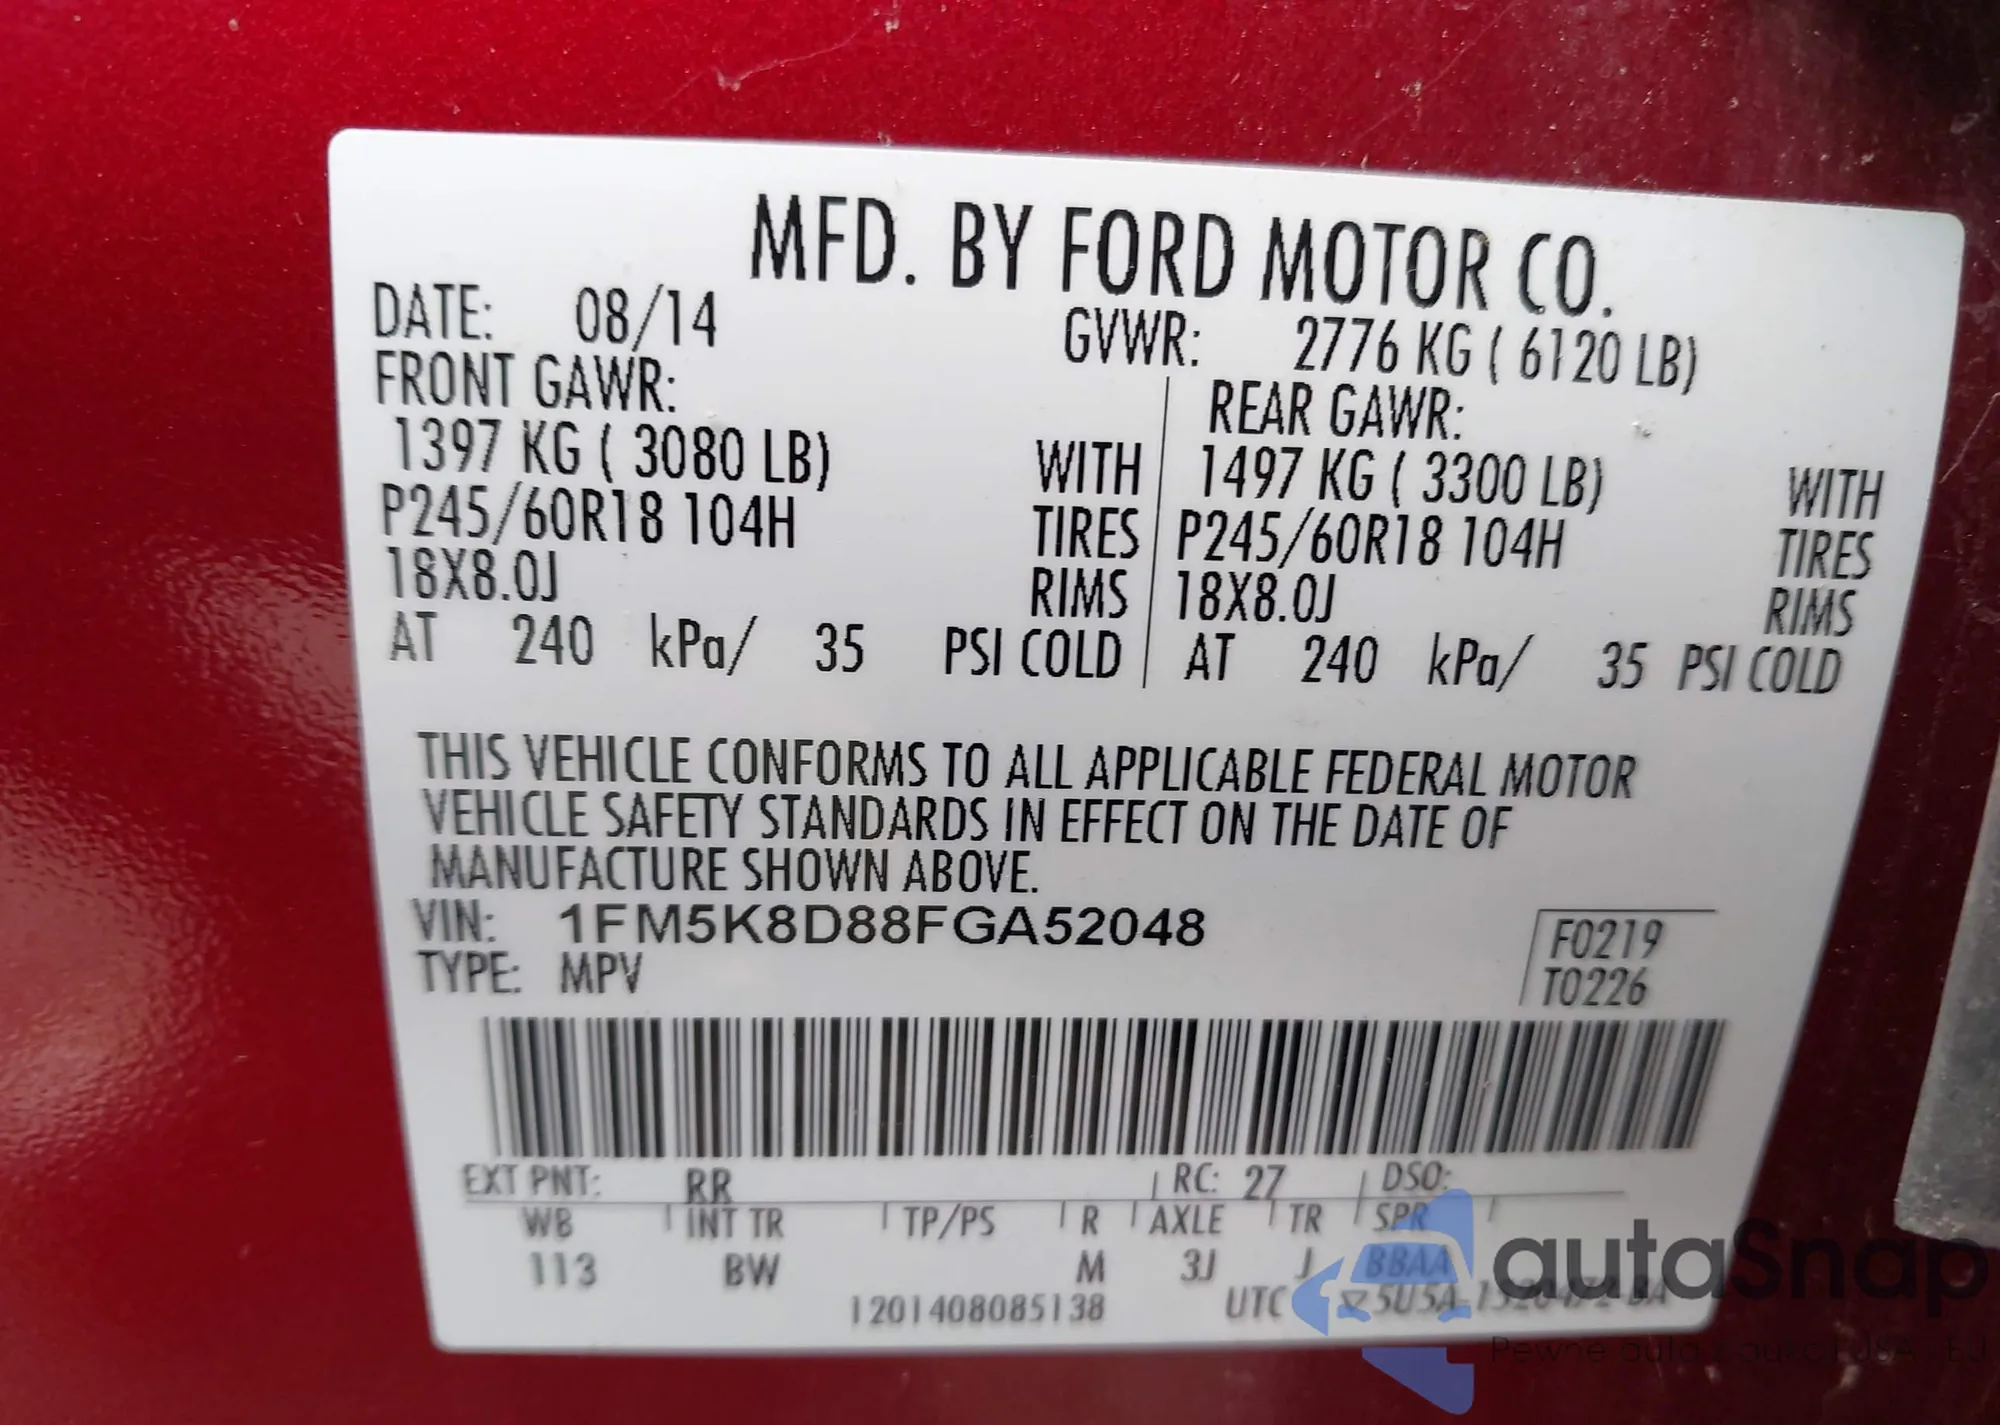 MFD. BY FORD MOTOR CO.
DATE: 08/14 GVWR: 2776 KG ( 6120 LB)
FRONT GAWR: REAR GAWR:
1397 KG ( 3080 LB) WITH 1497 KG ( 3300 LB) WITH
P245/60R18 104H TIRES P245/60R18 104H TIRES
18X8.0J RIMS 18X8.0J RIMS
AT 240 kPa/ 35 PSI COLD AT 240 kPa/ 35 PSI COLD
THIS VEHICLE CONFORMS TO ALL APPLICABLE FEDERAL MOTOR
VEHICLE SAFETY STANDARDS IN EFFECT ON THE DATE OF
MANUFACTURE SHOWN ABOVE.
VIN: 1FM5K8D88FGA52048 F0219
TYPE: MPV T0226
EXT PNT: RR RC: 27 DSO:
WB INT TR TP/PS R AXLE TR SPR
113 BW M 3J J BBAA
1201408085138 UTC
autaSnap
Pewne auta z aukcji USA